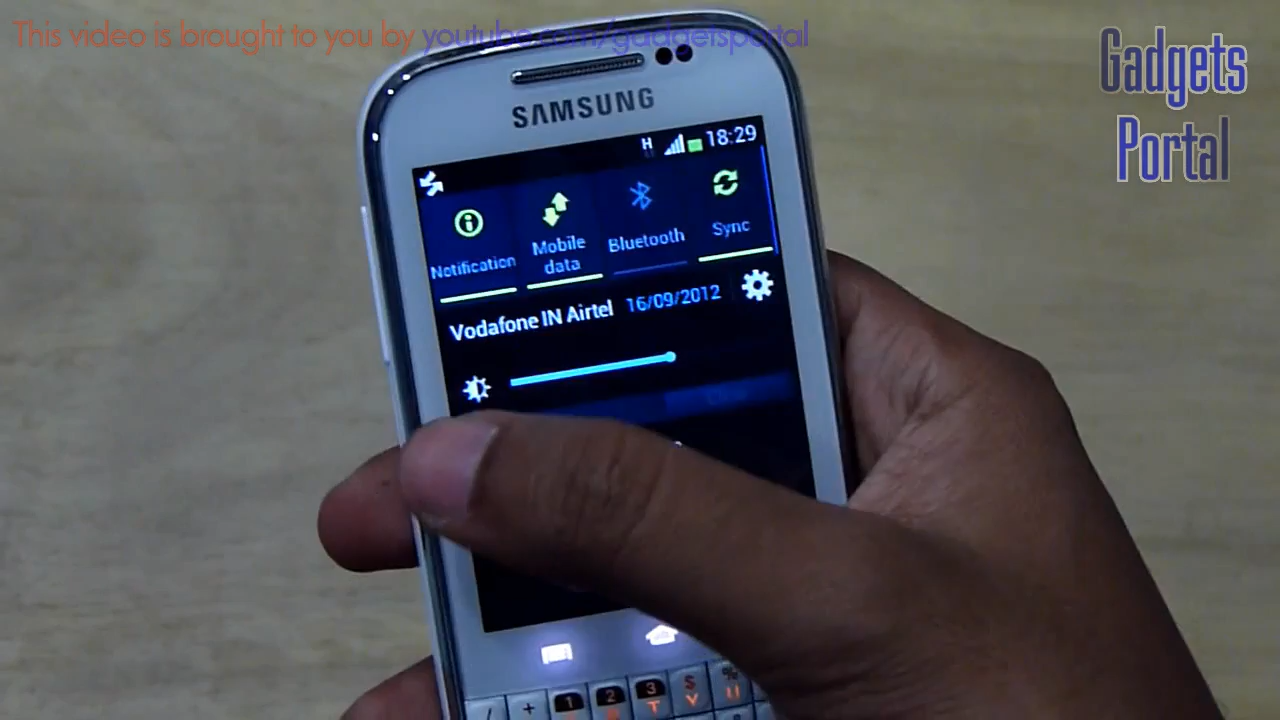 This video is brought to you by youtube.com/gadgetsportal
Gadgets
Portal
SAMSUNG
H 18:29
Notification
Mobile
data
Bluetooth
Sync
Vodafone IN Airtel 16/09/2012
/ + 1 2 3 $ %
T V U